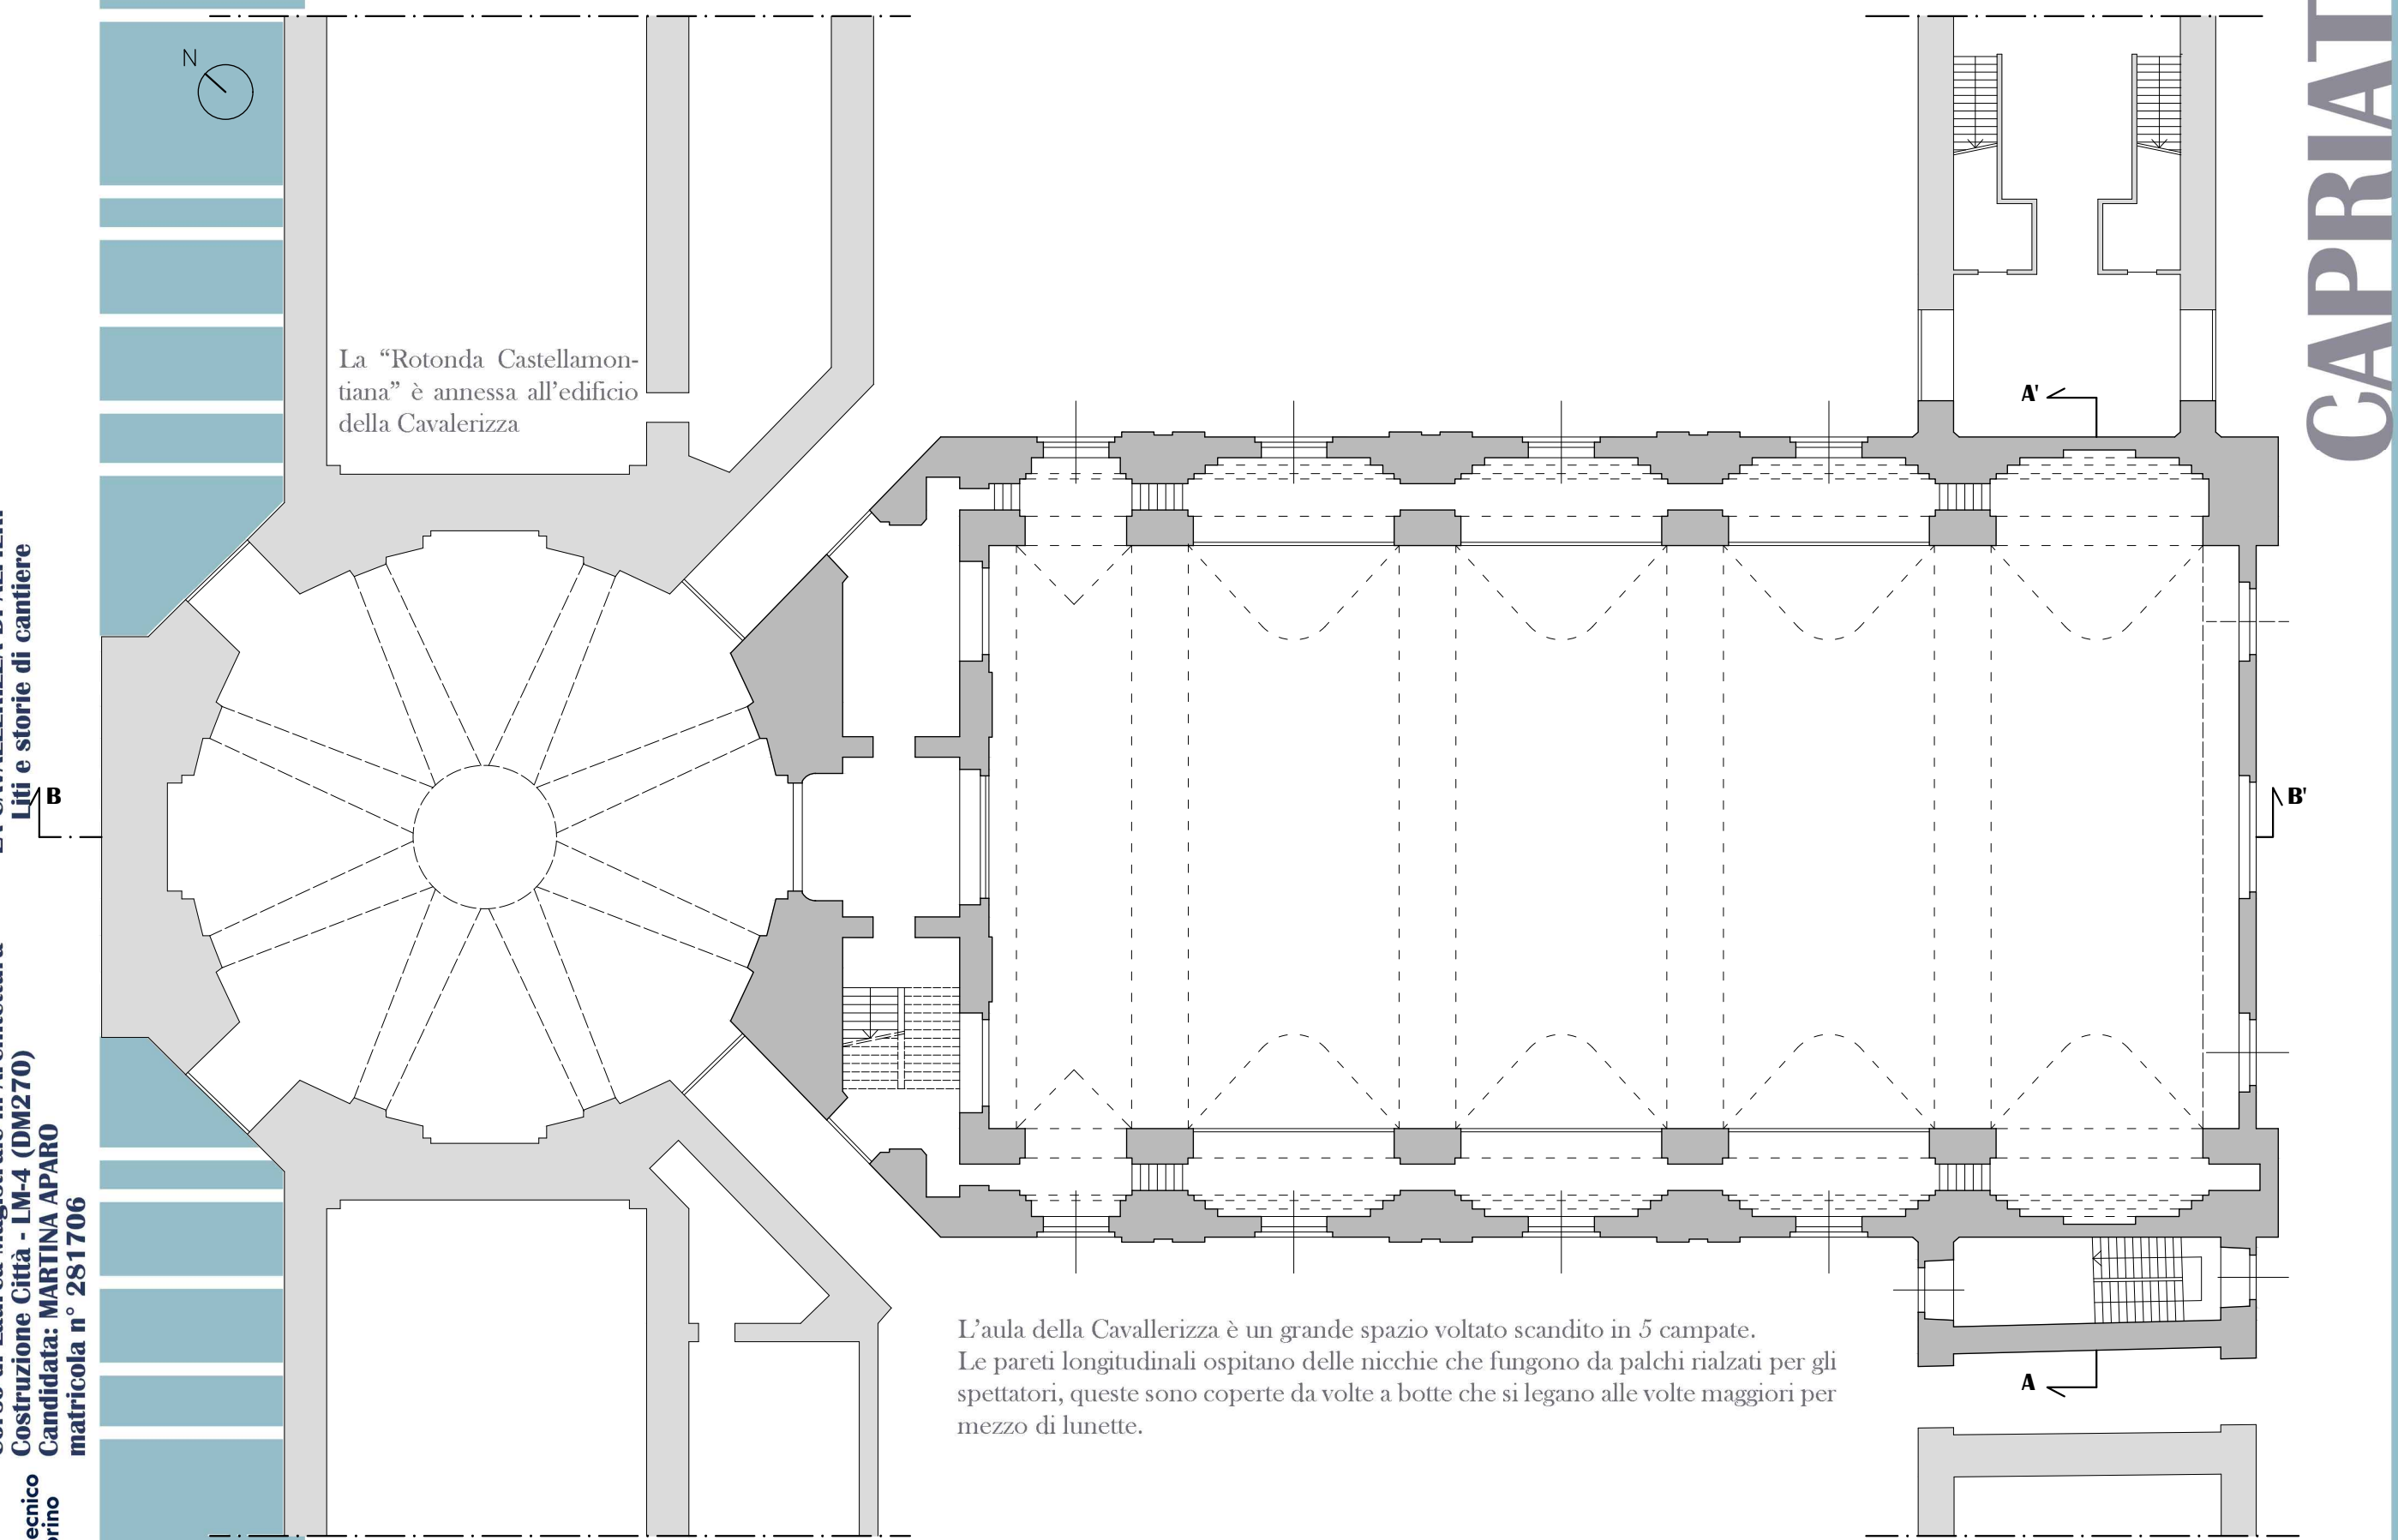 N
La “Rotonda Castellamon-
tiana” è annessa all’edificio
della Cavalerizza
CAPRIAT
A'
B
B'
A
L’aula della Cavallerizza è un grande spazio voltato scandito in 5 campate.
Le pareti longitudinali ospitano delle nicchie che fungono da palchi rialzati per gli
spettatori, queste sono coperte da volte a botte che si legano alle volte maggiori per
mezzo di lunette.
Liti e storie di cantiere
Costruzione Città - LM-4 (DM270)
Candidata: MARTINA APARO
matricola n° 281706
ecnico
orino